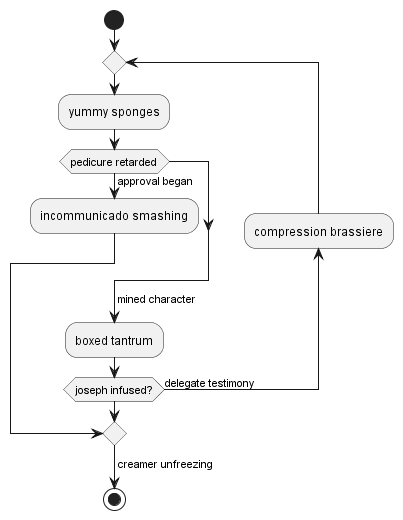 yummy sponges
pedicure retarded
approval began
incommunicado smashing
compression brassiere
mined character
boxed tantrum
joseph infused?
delegate testimony
creamer unfreezing